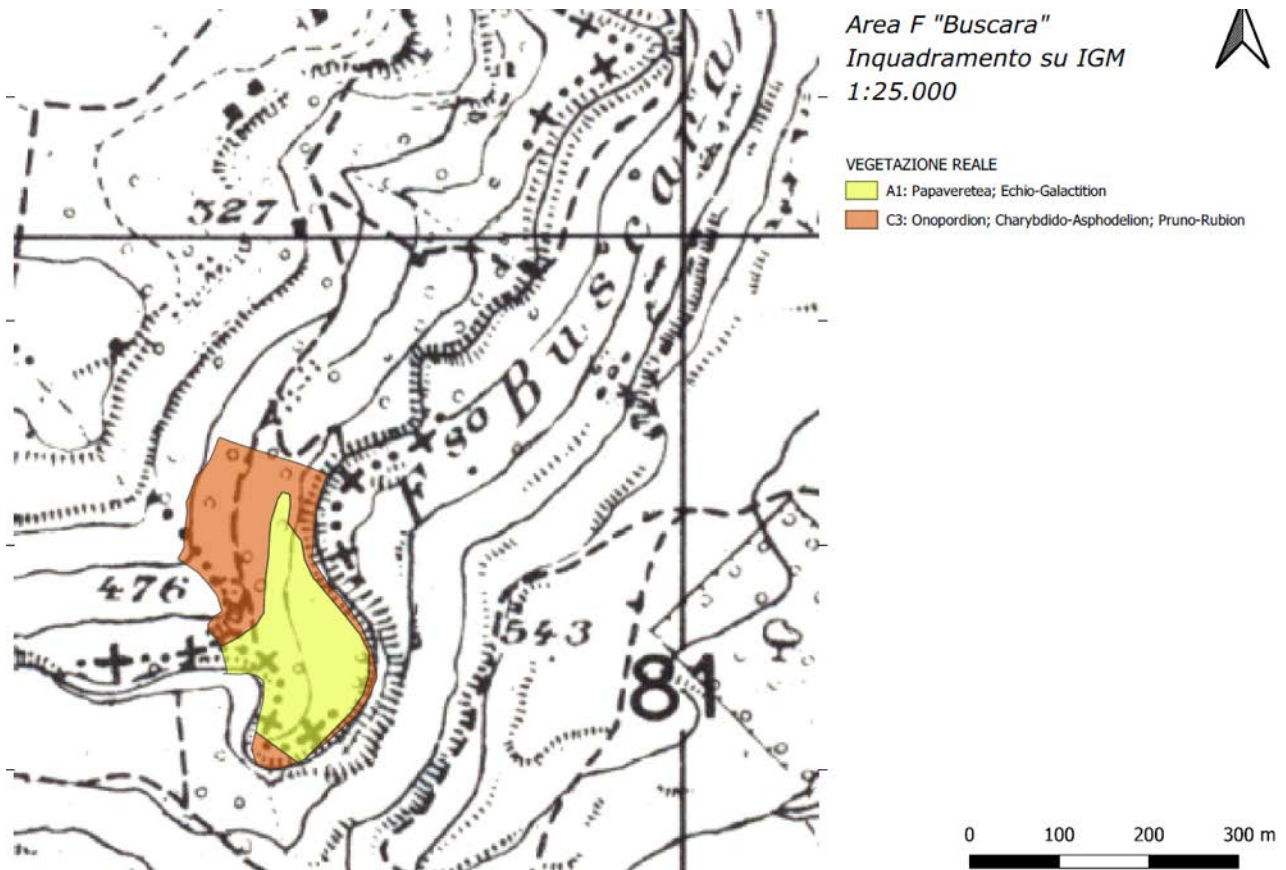 Area F "Buscara"
Inquadramento su IGM
1:25.000
VEGETAZIONE REALE
A1: Papaveretea; Echio-Galactition
C3: Onopordion; Charybdido-Asphodelion; Pruno-Rubion
327
Fso Buscara
476
543
81
0 100 200 300 m